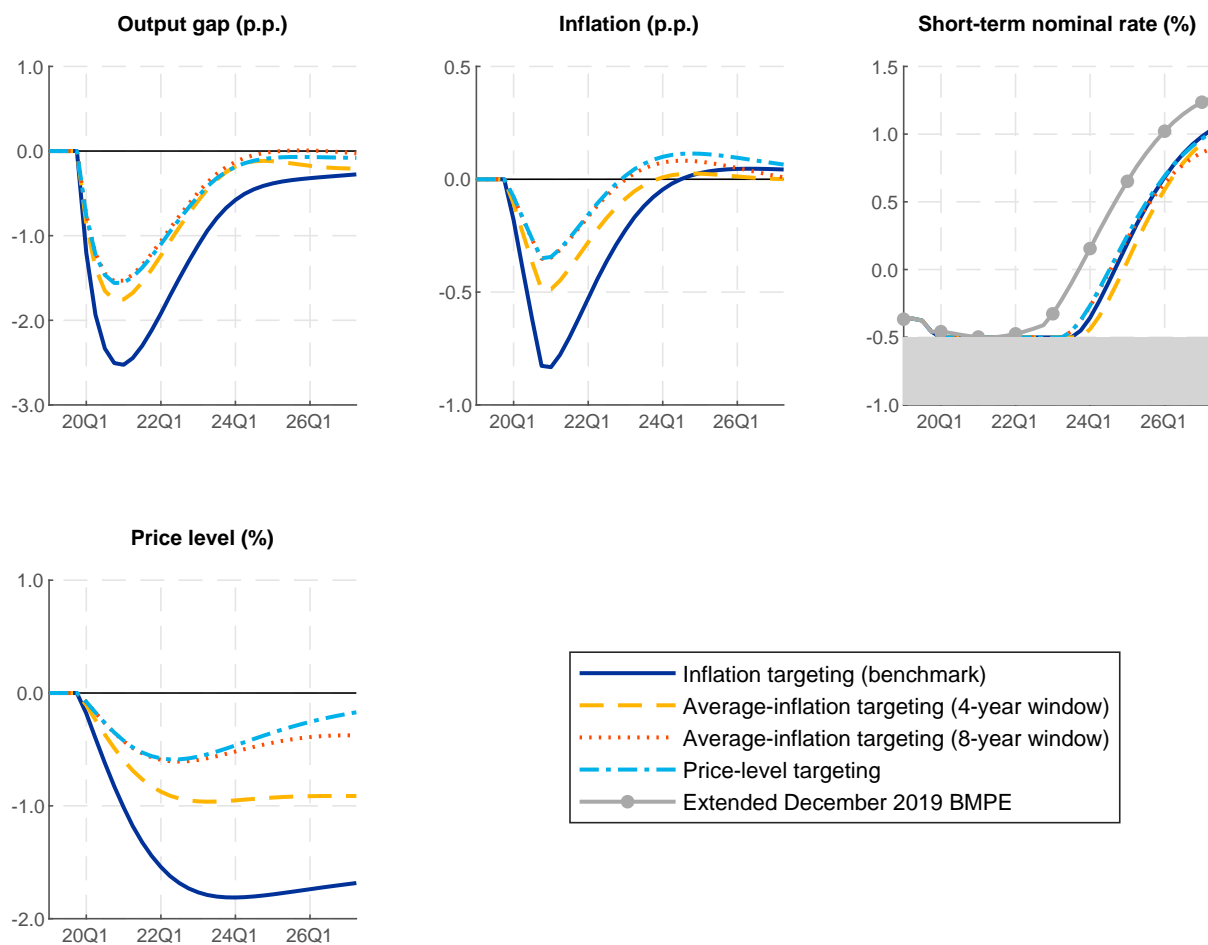 Output gap (p.p.)
1.0
0.0
-1.0
-2.0
-3.0
20Q1 22Q1 24Q1 26Q1
Inflation (p.p.)
0.5
0.0
-0.5
-1.0
20Q1 22Q1 24Q1 26Q1
Short-term nominal rate (%)
1.5
1.0
0.5
0.0
-0.5
-1.0
20Q1 22Q1 24Q1 26Q1
Price level (%)
1.0
0.0
-1.0
-2.0
20Q1 22Q1 24Q1 26Q1
Inflation targeting (benchmark)
Average-inflation targeting (4-year window)
Average-inflation targeting (8-year window)
Price-level targeting
Extended December 2019 BMPE